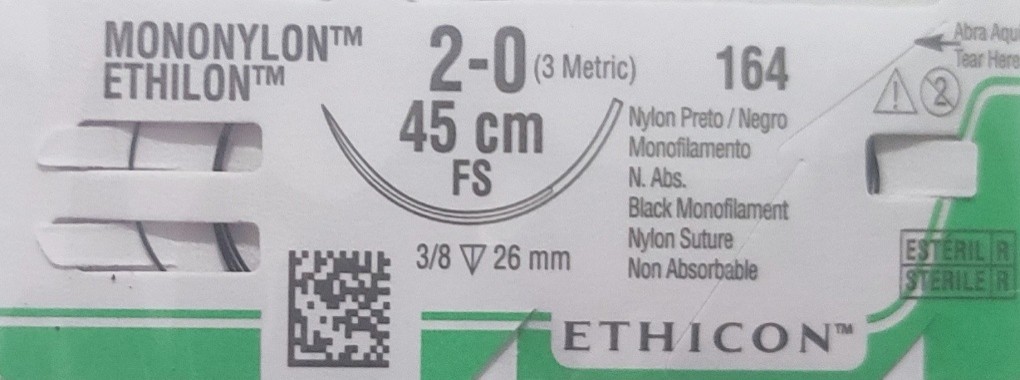 MONONYLON™
ETHILON™
2-0 (3 Metric)
45 cm
FS
3/8 26 mm
164
Nylon Preto / Negro
Monofilamento
N. Abs.
Black Monofilament
Nylon Suture
Non Absorbable
Abra Aqui
Tear Here
2
ESTÉRIL R
STERILE R
ETHICON™